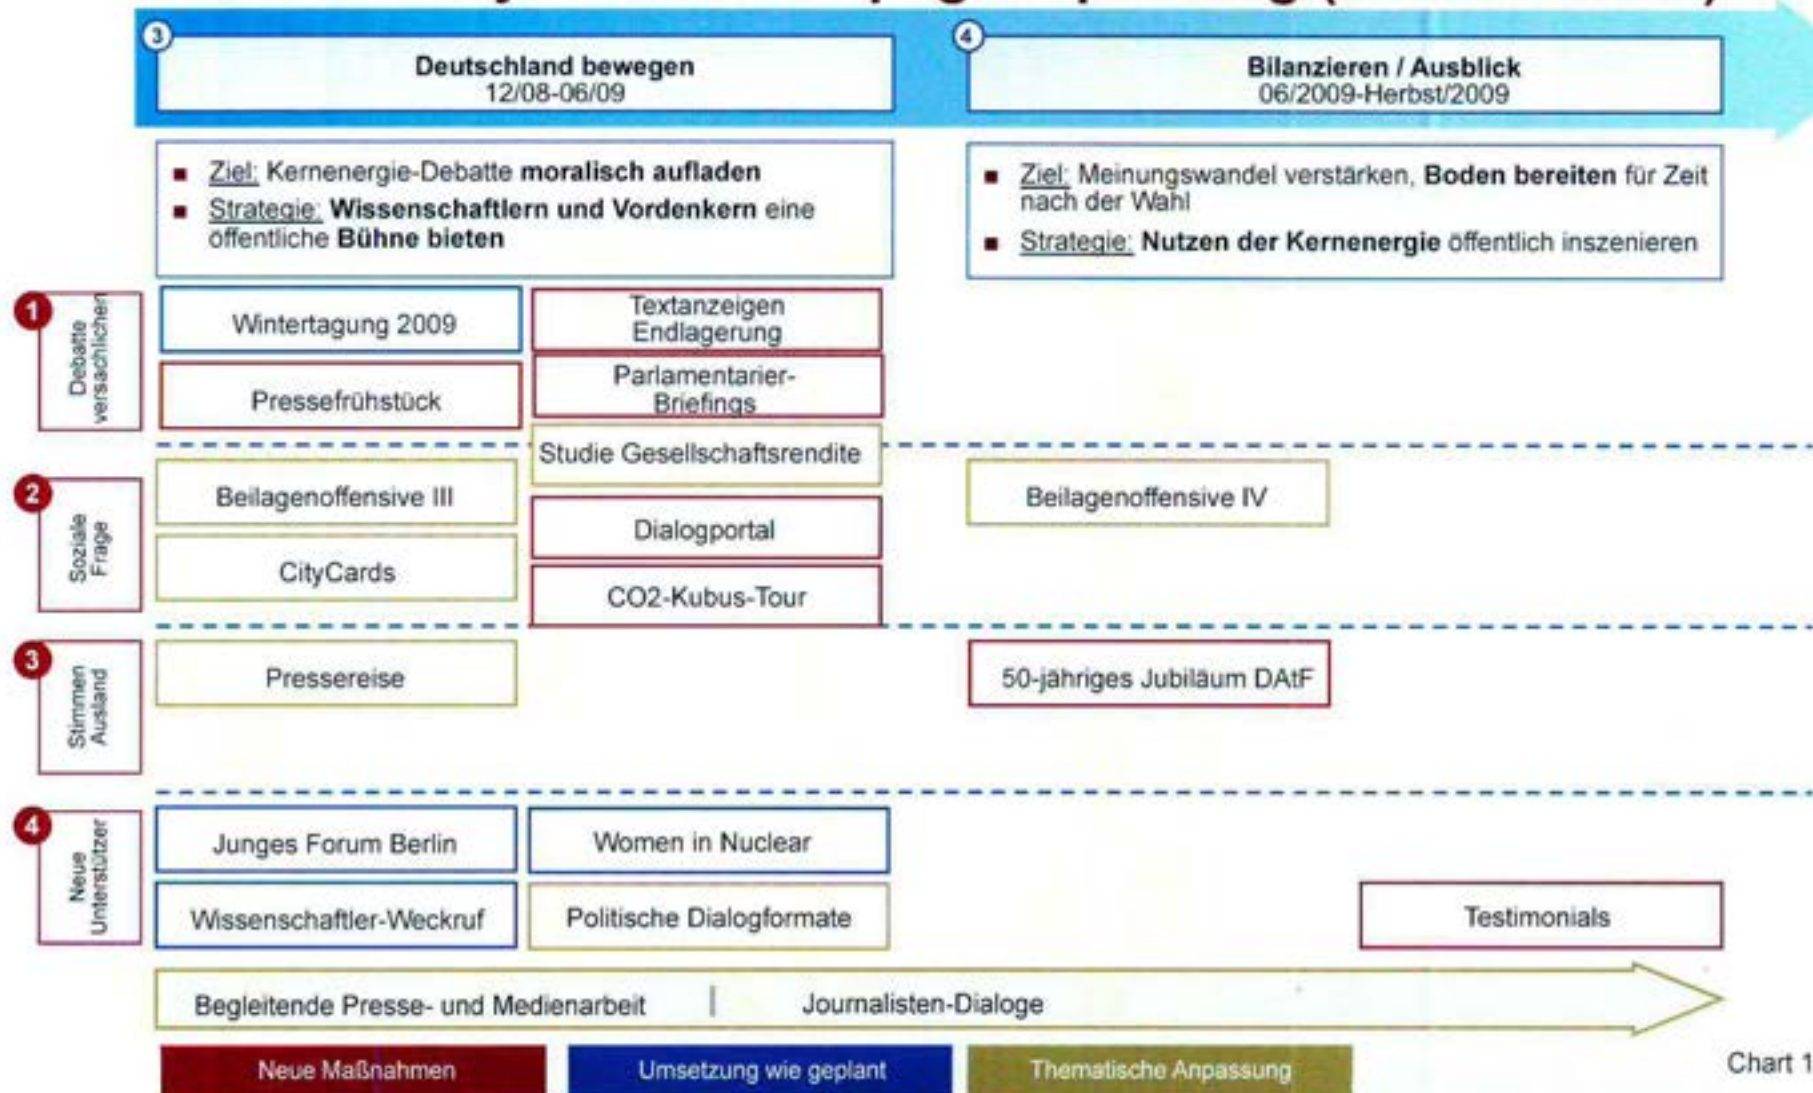 3
Deutschland bewegen
12/08-06/09
4
Bilanzieren / Ausblick
06/2009-Herbst/2009
Ziel: Kernenergie-Debatte moralisch aufladen
Strategie: Wissenschaftlern und Vordenkern eine
öffentliche Bühne bieten
Ziel: Meinungswandel verstärken, Boden bereiten für Zeit
nach der Wahl
Strategie: Nutzen der Kernenergie öffentlich inszenieren
1
Debatte
versachlichen
Wintertagung 2009
Pressefrühstück
Textanzeigen
Endlagerung
Parlamentarier-
Briefings
Studie Gesellschaftsrendite
2
Soziale
Frage
Beilagenoffensive III
CityCards
Dialogportal
CO2-Kubus-Tour
Beilagenoffensive IV
3
Stimmen
Ausland
Pressereise
50-jähriges Jubiläum DAtF
4
Neue
Unterstützer
Junges Forum Berlin
Women in Nuclear
Wissenschaftler-Weckruf
Politische Dialogformate
Testimonials
Begleitende Presse- und Medienarbeit | Journalisten-Dialoge
Neue Maßnahmen
Umsetzung wie geplant
Thematische Anpassung
Chart 1